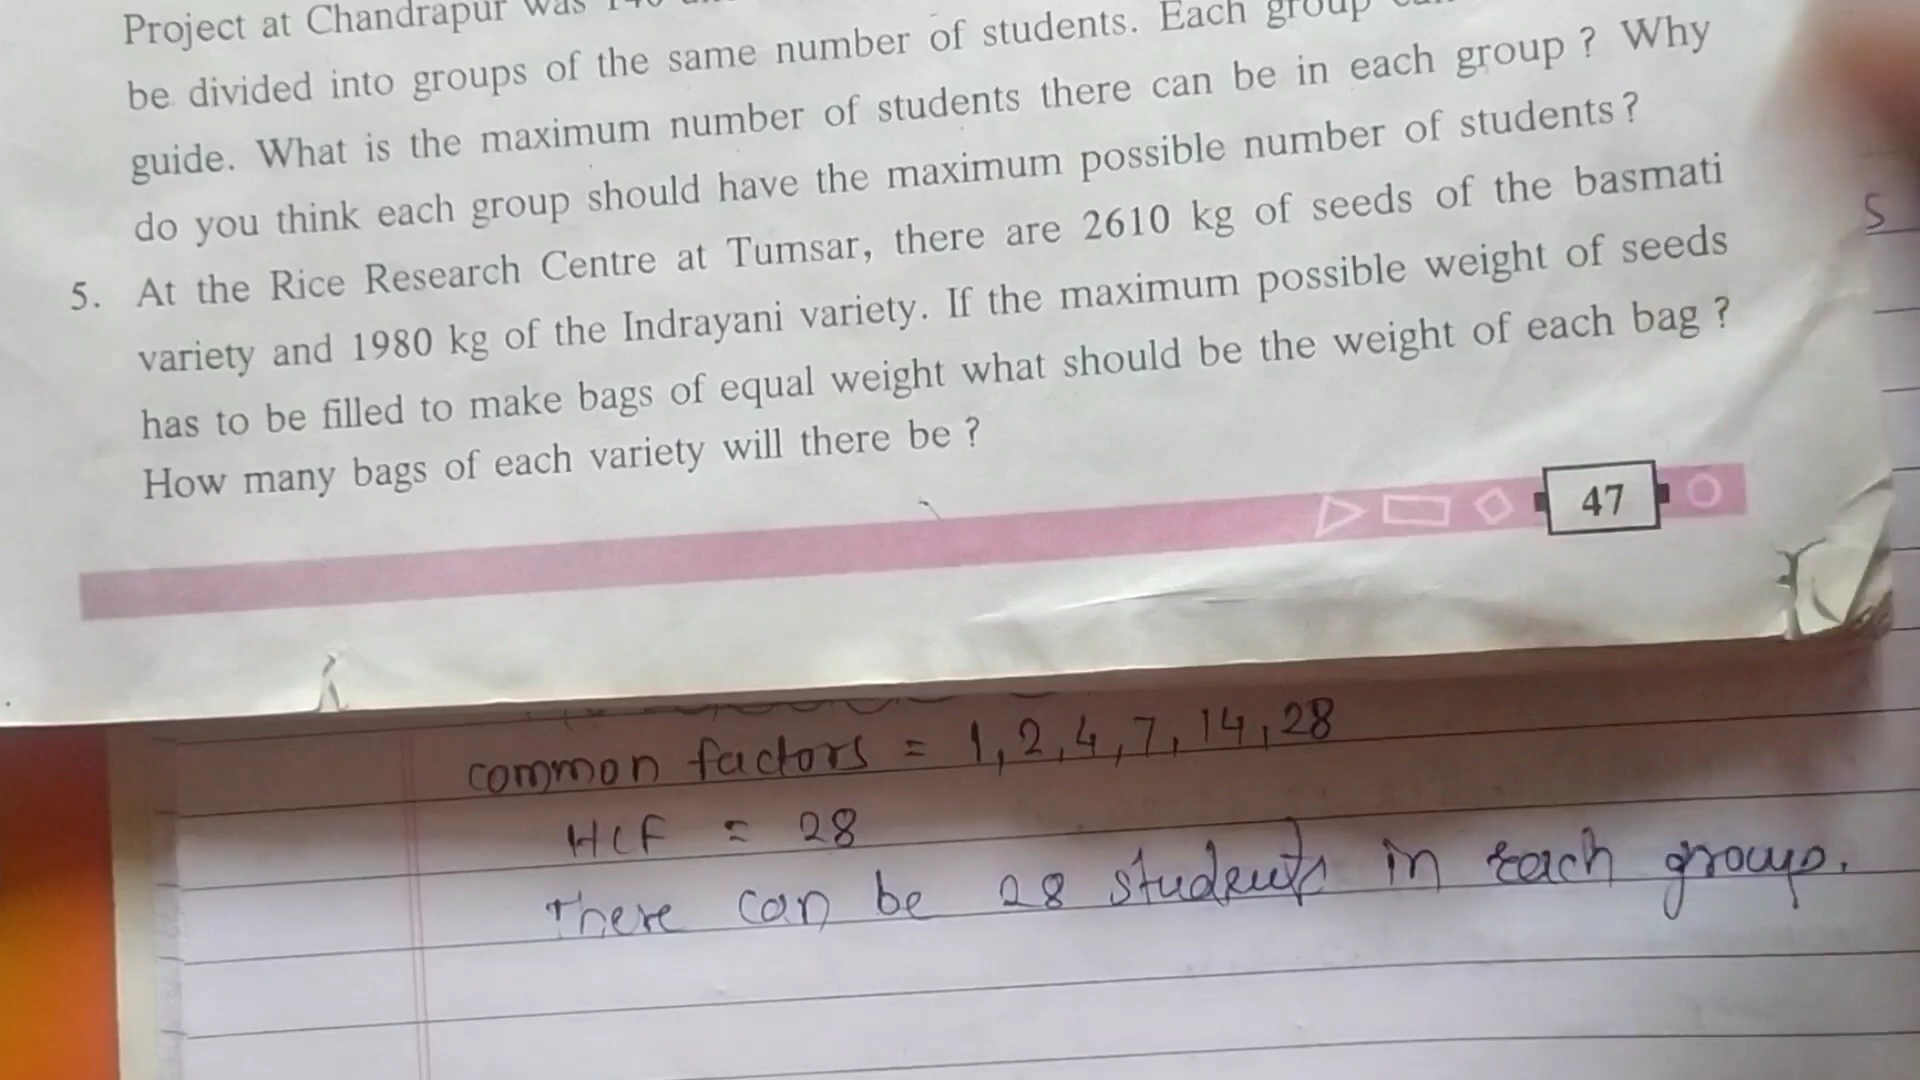 Project at Chandrapur was
be divided into groups of the same number of students. Each group
guide. What is the maximum number of students there can be in each group ? Why
do you think each group should have the maximum possible number of students ?
5. At the Rice Research Centre at Tumsar, there are 2610 kg of seeds of the basmati
variety and 1980 kg of the Indrayani variety. If the maximum possible weight of seeds
has to be filled to make bags of equal weight what should be the weight of each bag ?
How many bags of each variety will there be ?
47
S
common factors = 1, 2, 4, 7, 14, 28
HCF = 28
There can be 28 students in each group.